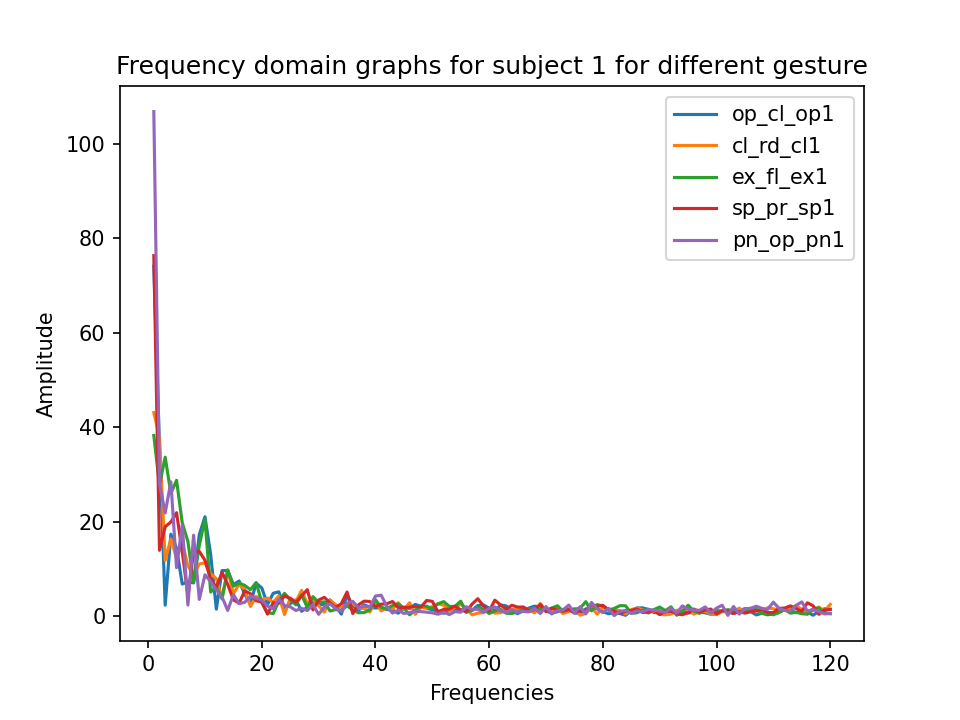 Frequency domain graphs for subject 1 for different gesture
op_cl_op1
cl_rd_cl1
ex_fl_ex1
sp_pr_sp1
pn_op_pn1
100
80
60
40
20
0
Amplitude
0 20 40 60 80 100 120
Frequencies